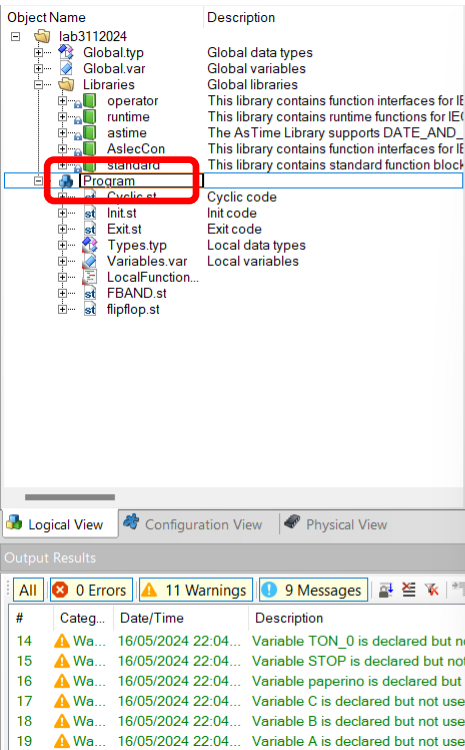 Object Name Description
lab3112024
Global.typ Global data types
Global.var Global variables
Libraries Global libraries
operator This library contains function interfaces for IE
runtime This library contains runtime functions for IE
astime The AsTime Library supports DATE_AND_
AsIecCon This library contains function interfaces for IE
standard This library contains standard function block
Program
Cyclic.st Cyclic code
Init.st Init code
Exit.st Exit code
Types.typ Local data types
Variables.var Local variables
LocalFunction...
FBAND.st
flipflop.st
Logical View Configuration View Physical View
Output Results
All 0 Errors 11 Warnings 9 Messages
# Categ... Date/Time Description
14 Wa... 16/05/2024 22:04... Variable TON_0 is declared but n
15 Wa... 16/05/2024 22:04... Variable STOP is declared but not
16 Wa... 16/05/2024 22:04... Variable paperino is declared but
17 Wa... 16/05/2024 22:04... Variable C is declared but not use
18 Wa... 16/05/2024 22:04... Variable B is declared but not use
19 Wa... 16/05/2024 22:04... Variable A is declared but not use